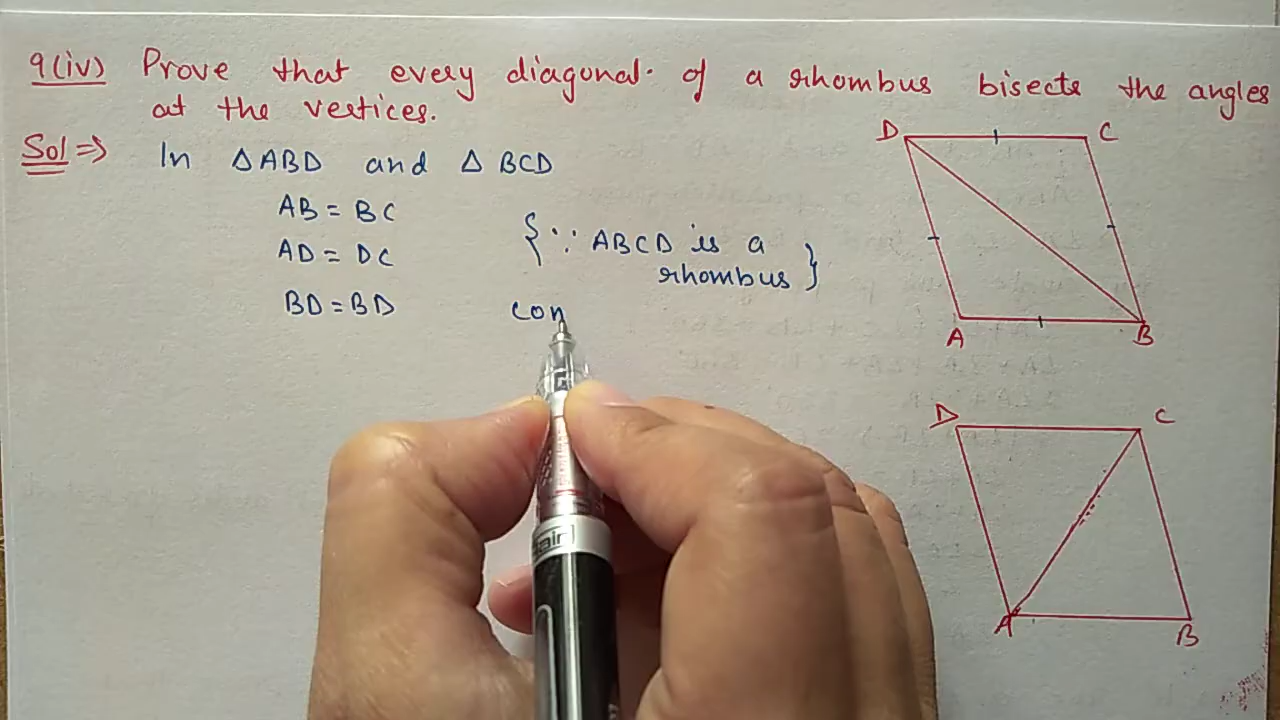 9(iv) Prove that every diagonal. of a rhombus bisects the angles
at the vertices.
Sol ⇒ In ΔABD and Δ BCD
AB = BC
AD = DC
{∵ ABCD is a
rhombus}
BD = BD con
D C
A B
D C
A B